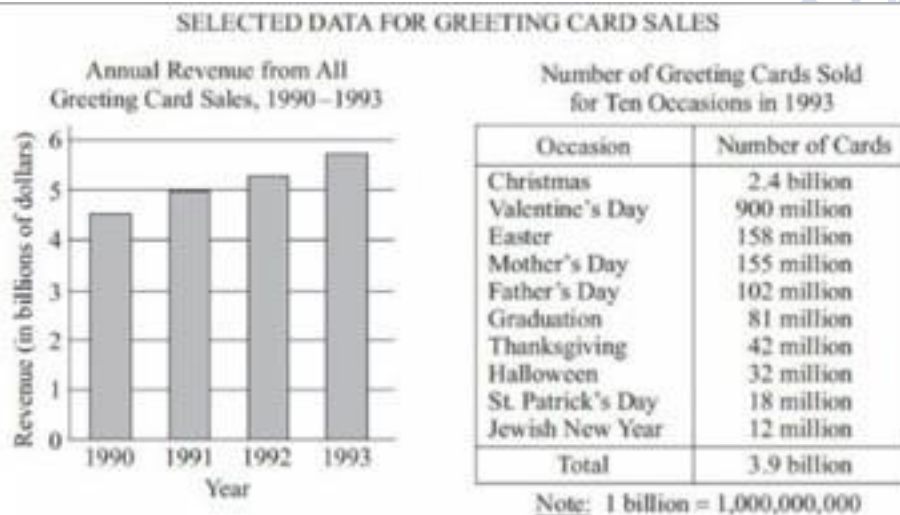 SELECTED DATA FOR GREETING CARD SALES
Annual Revenue from All
Greeting Card Sales, 1990–1993
Revenue (in billions of dollars)
6
5
4
3
2
1
0
1990 1991 1992 1993
Year
Number of Greeting Cards Sold
for Ten Occasions in 1993
Occasion Number of Cards
Christmas 2.4 billion
Valentine's Day 900 million
Easter 158 million
Mother's Day 155 million
Father's Day 102 million
Graduation 81 million
Thanksgiving 42 million
Halloween 32 million
St. Patrick's Day 18 million
Jewish New Year 12 million
Total 3.9 billion
Note: 1 billion = 1,000,000,000